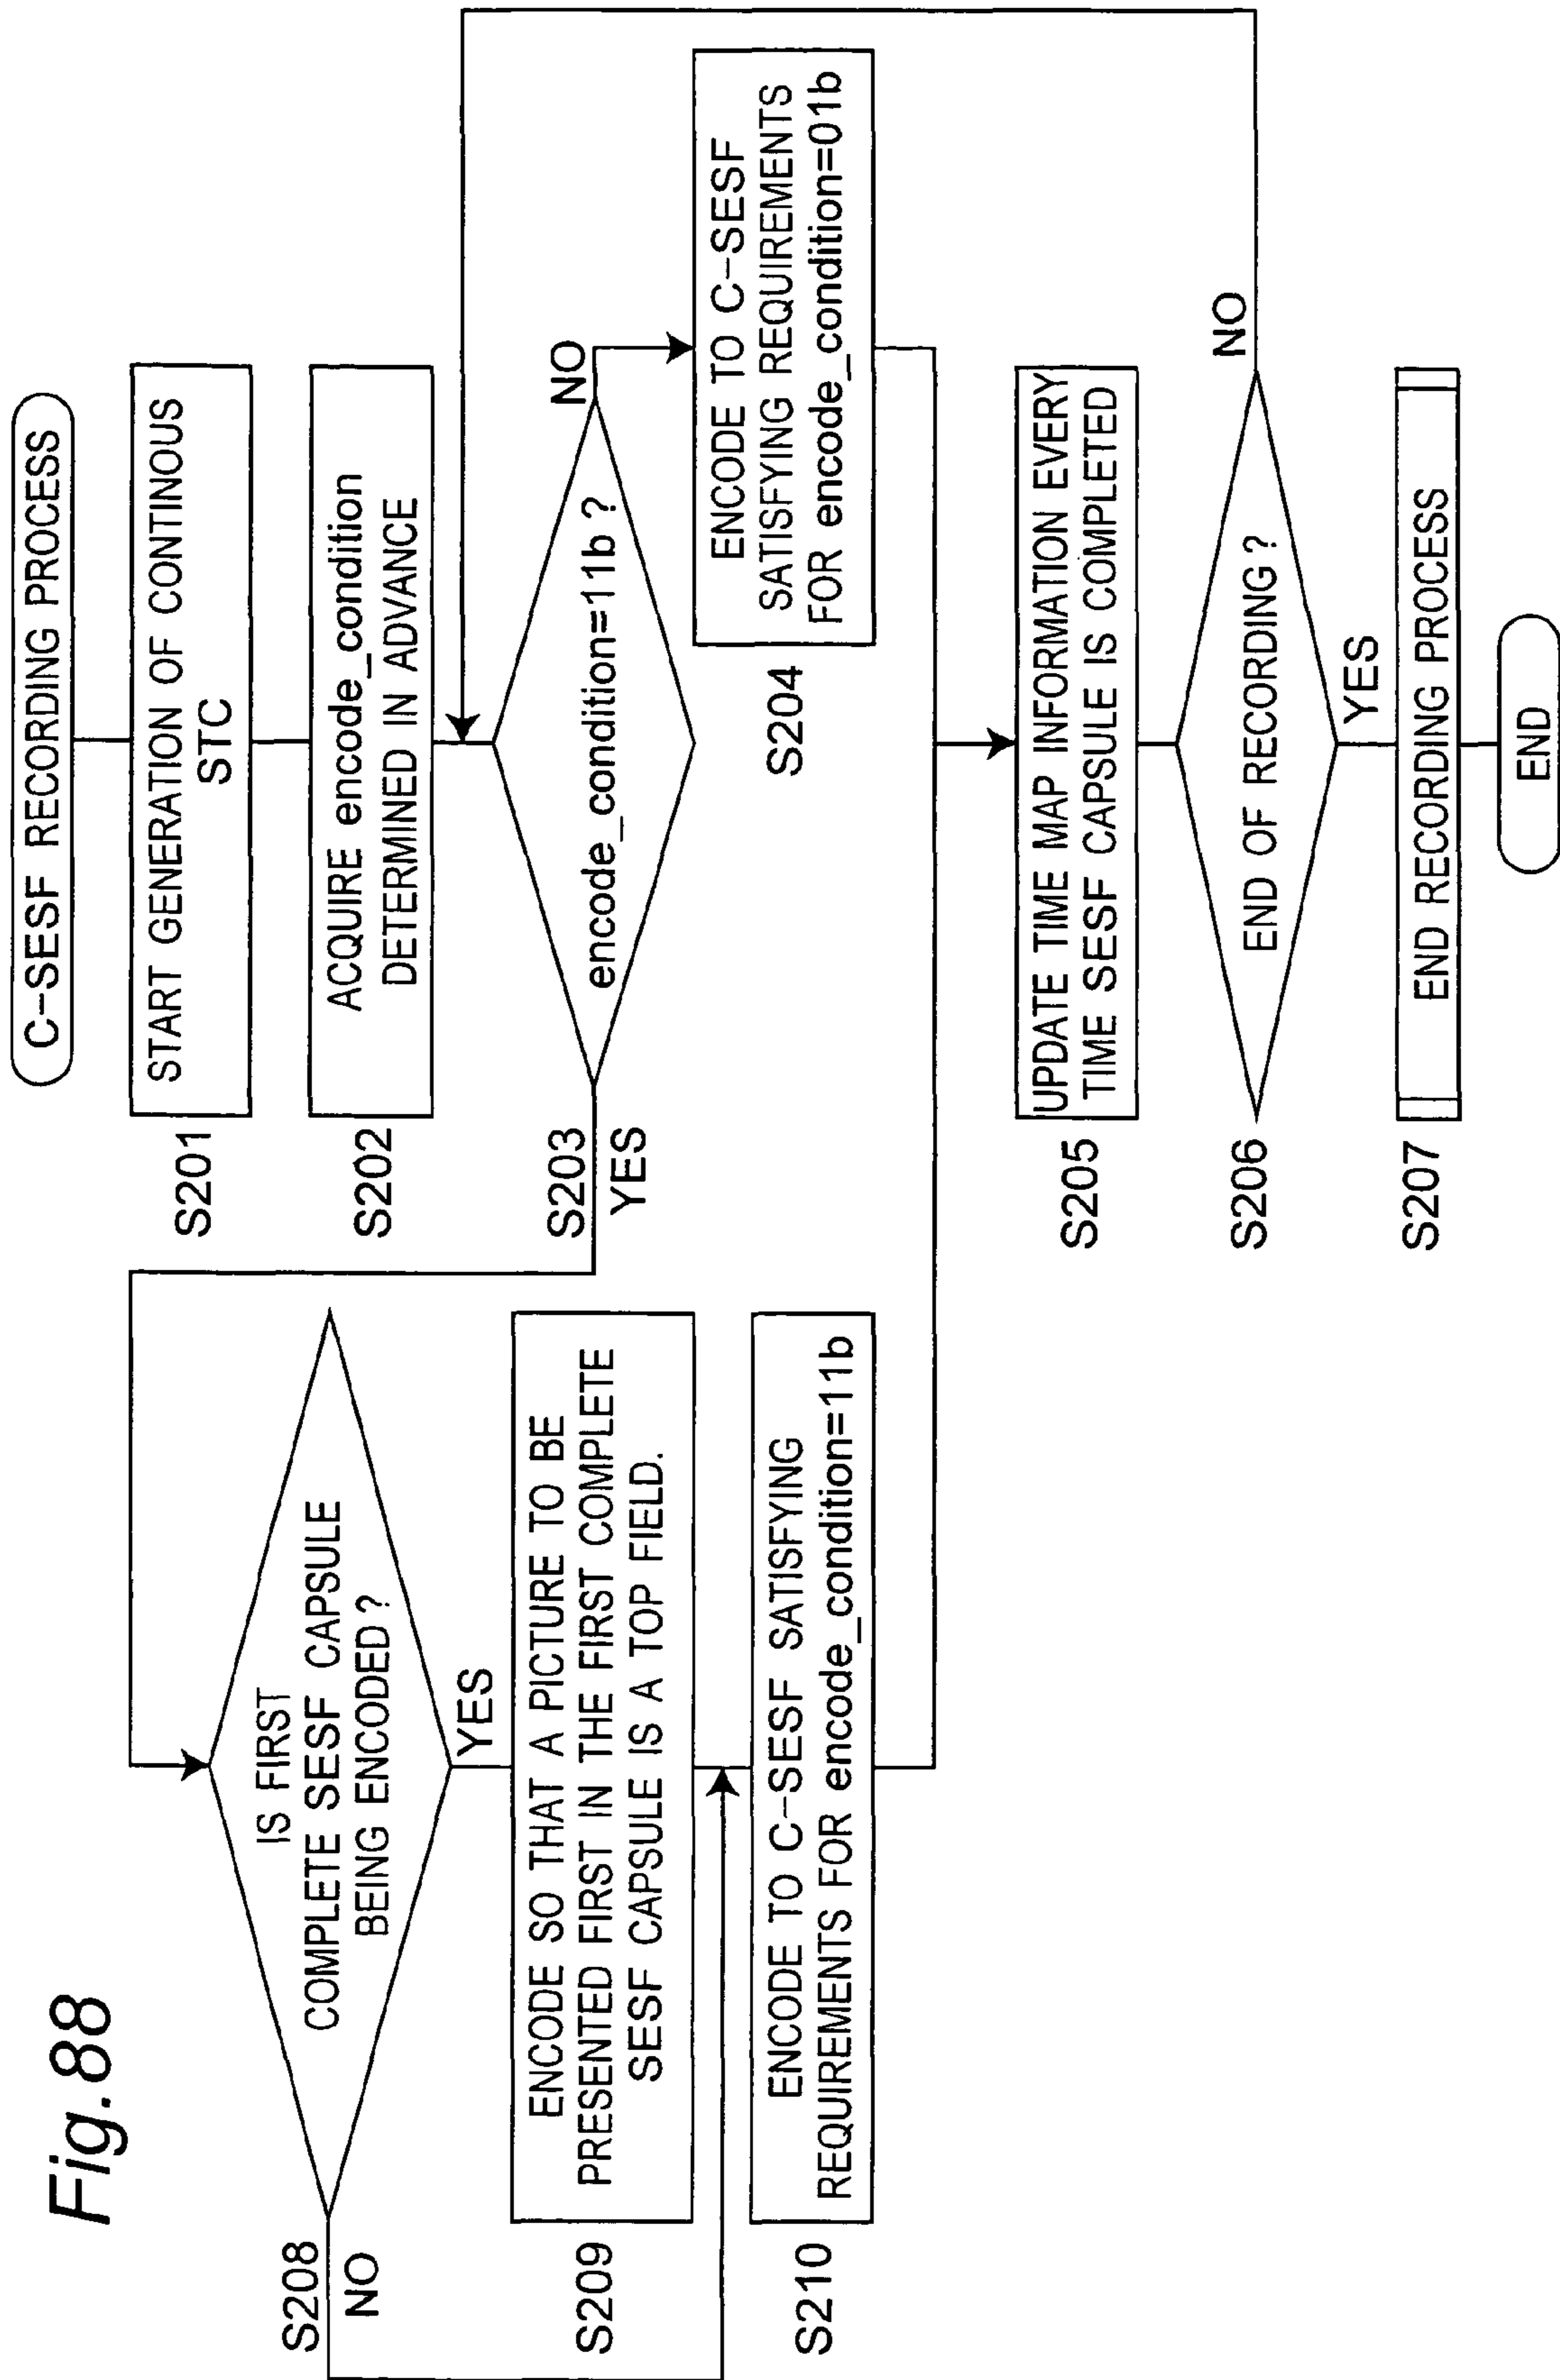 Fig.88
C-SESF RECORDING PROCESS
S201
START GENERATION OF CONTINOUS
STC
S202
ACQUIRE encode_condition
DETERMINED IN ADVANCE
S203
encode_condition=11b ?
YES
NO
S204
ENCODE TO C-SESF
SATISFYING REQUIREMENTS
FOR encode_condition=01b
S208
IS FIRST
COMPLETE SESF CAPSULE
BEING ENCODED ?
NO
YES
S209
ENCODE SO THAT A PICTURE TO BE
PRESENTED FIRST IN THE FIRST COMPLETE
SESF CAPSULE IS A TOP FIELD.
S210
ENCODE TO C-SESF SATISFYING
REQUIREMENTS FOR encode_condition=11b
S205
UPDATE TIME MAP INFORMATION EVERY
TIME SESF CAPSULE IS COMPLETED
S206
END OF RECORDING ?
NO
YES
S207
END RECORDING PROCESS
END